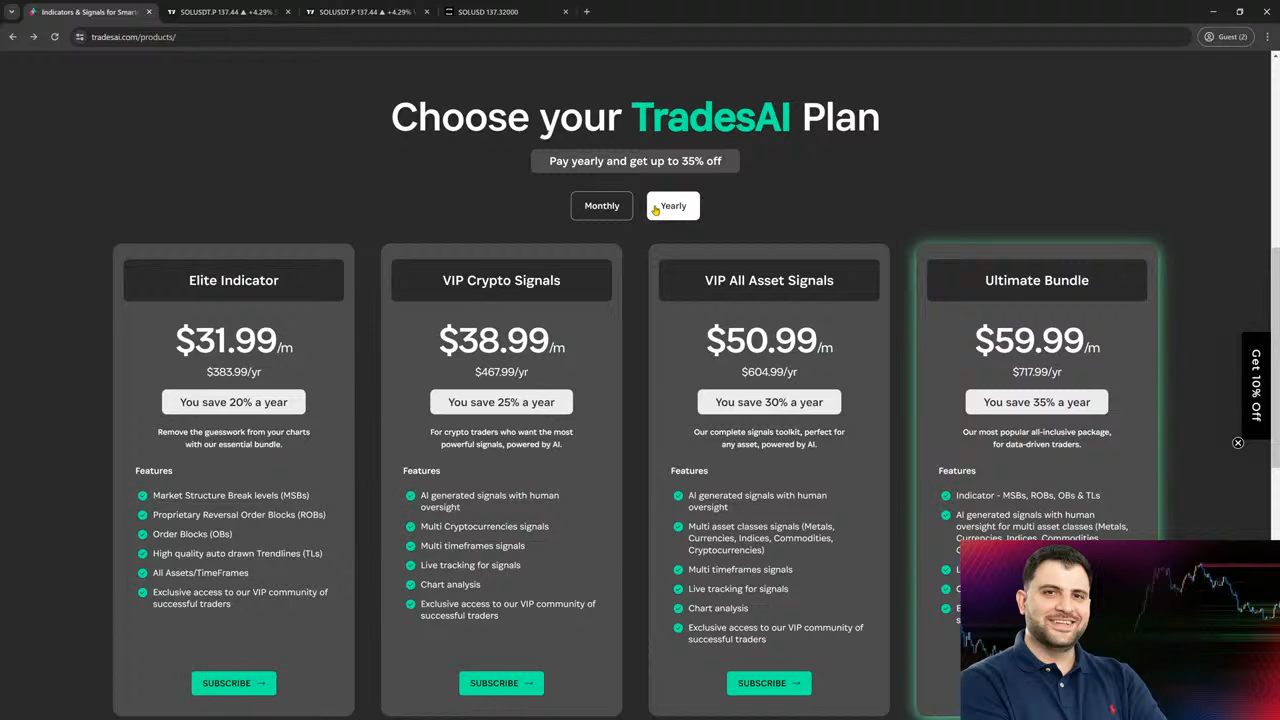 Indicators & Signals for Smart
SOLUSDT.P 137.44 ▲ +4.29%
SOLUSDT.P 137.44 ▲ +4.29%
SOLUSD 137.32000
tradesai.com/products/
Guest (2)
Choose your TradesAI Plan
Pay yearly and get up to 35% off
Monthly
Yearly
Elite Indicator
$31.99/m
$383.99/yr
You save 20% a year
Remove the guesswork from your charts
with our essential bundle.
Features
Market Structure Break levels (MSBs)
Proprietary Reversal Order Blocks (ROBs)
Order Blocks (OBs)
High quality auto drawn Trendlines (TLs)
All Assets/TimeFrames
Exclusive access to our VIP community of
successful traders
SUBSCRIBE →
VIP Crypto Signals
$38.99/m
$467.99/yr
You save 25% a year
For crypto traders who want the most
powerful signals, powered by AI.
Features
AI generated signals with human
oversight
Multi Cryptocurrencies signals
Multi timeframes signals
Live tracking for signals
Chart analysis
Exclusive access to our VIP community of
successful traders
SUBSCRIBE →
VIP All Asset Signals
$50.99/m
$604.99/yr
You save 30% a year
Our complete signals toolkit, perfect for
any asset, powered by AI.
Features
AI generated signals with human
oversight
Multi asset classes signals (Metals,
Currencies, Indices, Commodities,
Cryptocurrencies)
Multi timeframes signals
Live tracking for signals
Chart analysis
Exclusive access to our VIP community of
successful traders
SUBSCRIBE →
Ultimate Bundle
$59.99/m
$717.99/yr
You save 35% a year
Our most popular all-inclusive package,
for data-driven traders.
Features
Indicator - MSBs, ROBs, OBs & TLs
AI generated signals with human
oversight for multi asset classes (Metals,
Currencies, Indices, Commodities,
Get 10% Off